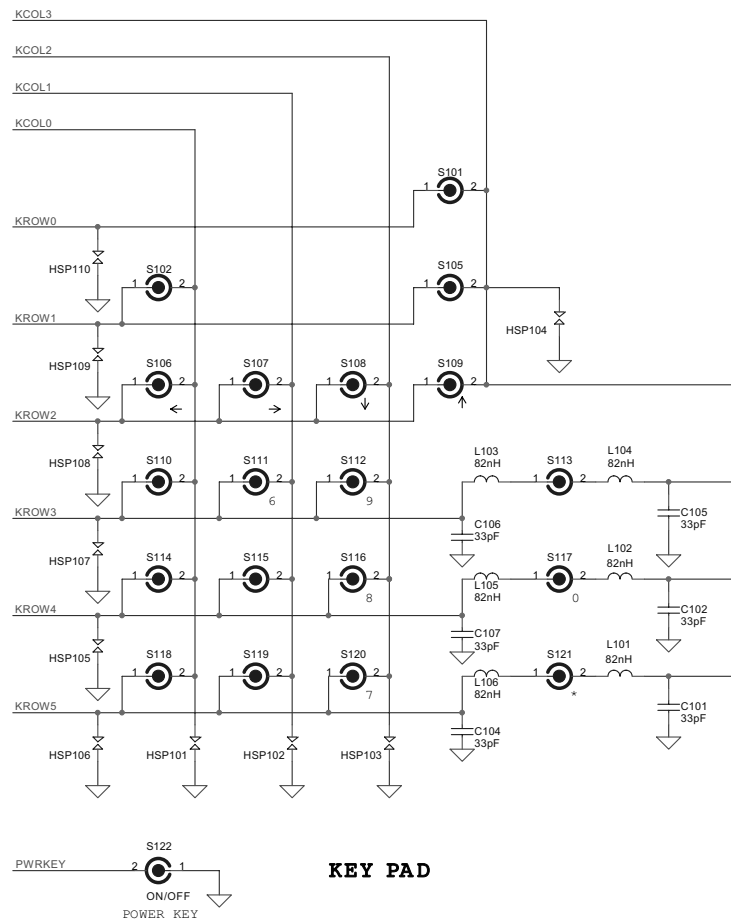 KCOL3
KCOL2
KCOL1
KCOL0
S101
1 2
KROW0
HSP110
S102
1 2
S105
1 2
KROW1
HSP109
HSP104
S106
1 2
←
S107
1 2
→
S108
1 2
↓
S109
1 2
↑
KROW2
HSP108
S110
1 2
S111
1 2
6
S112
1 2
9
L103
82nH
S113
1 2
L104
82nH
KROW3
HSP107
C106
33pF
C105
33pF
S114
1 2
S115
1 2
S116
1 2
8
L105
82nH
S117
1 2
0
L102
82nH
KROW4
HSP105
C107
33pF
C102
33pF
S118
1 2
S119
1 2
S120
1 2
7
L106
82nH
S121
1 2
*
L101
82nH
KROW5
C104
33pF
C101
33pF
HSP106
HSP101
HSP102
HSP103
S122
PWRKEY
2 1
ON/OFF
POWER KEY
KEY PAD